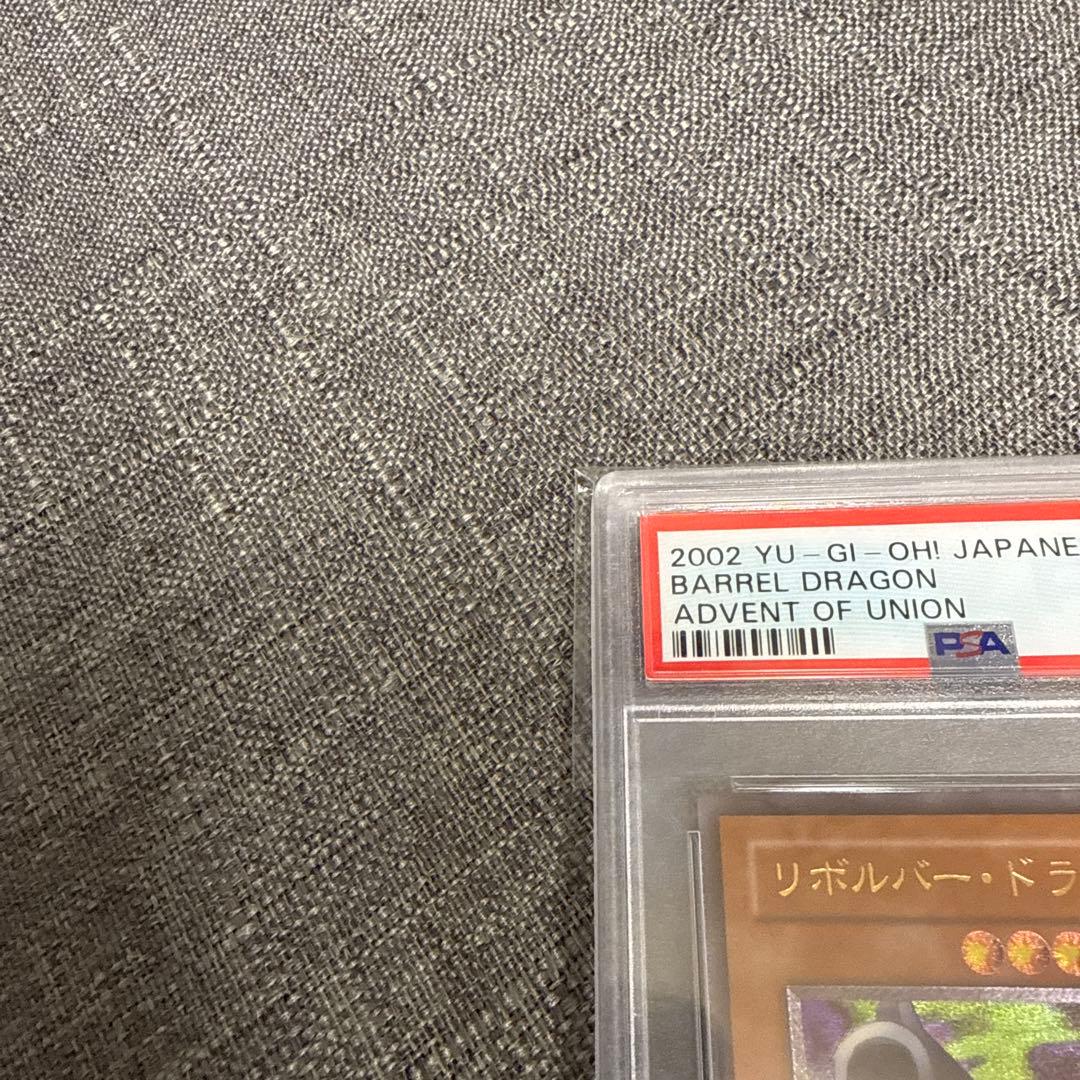 2002 YU-GI-OH! JAPANE
BARREL DRAGON
ADVENT OF UNION
PSA
リボルバー・ドラ